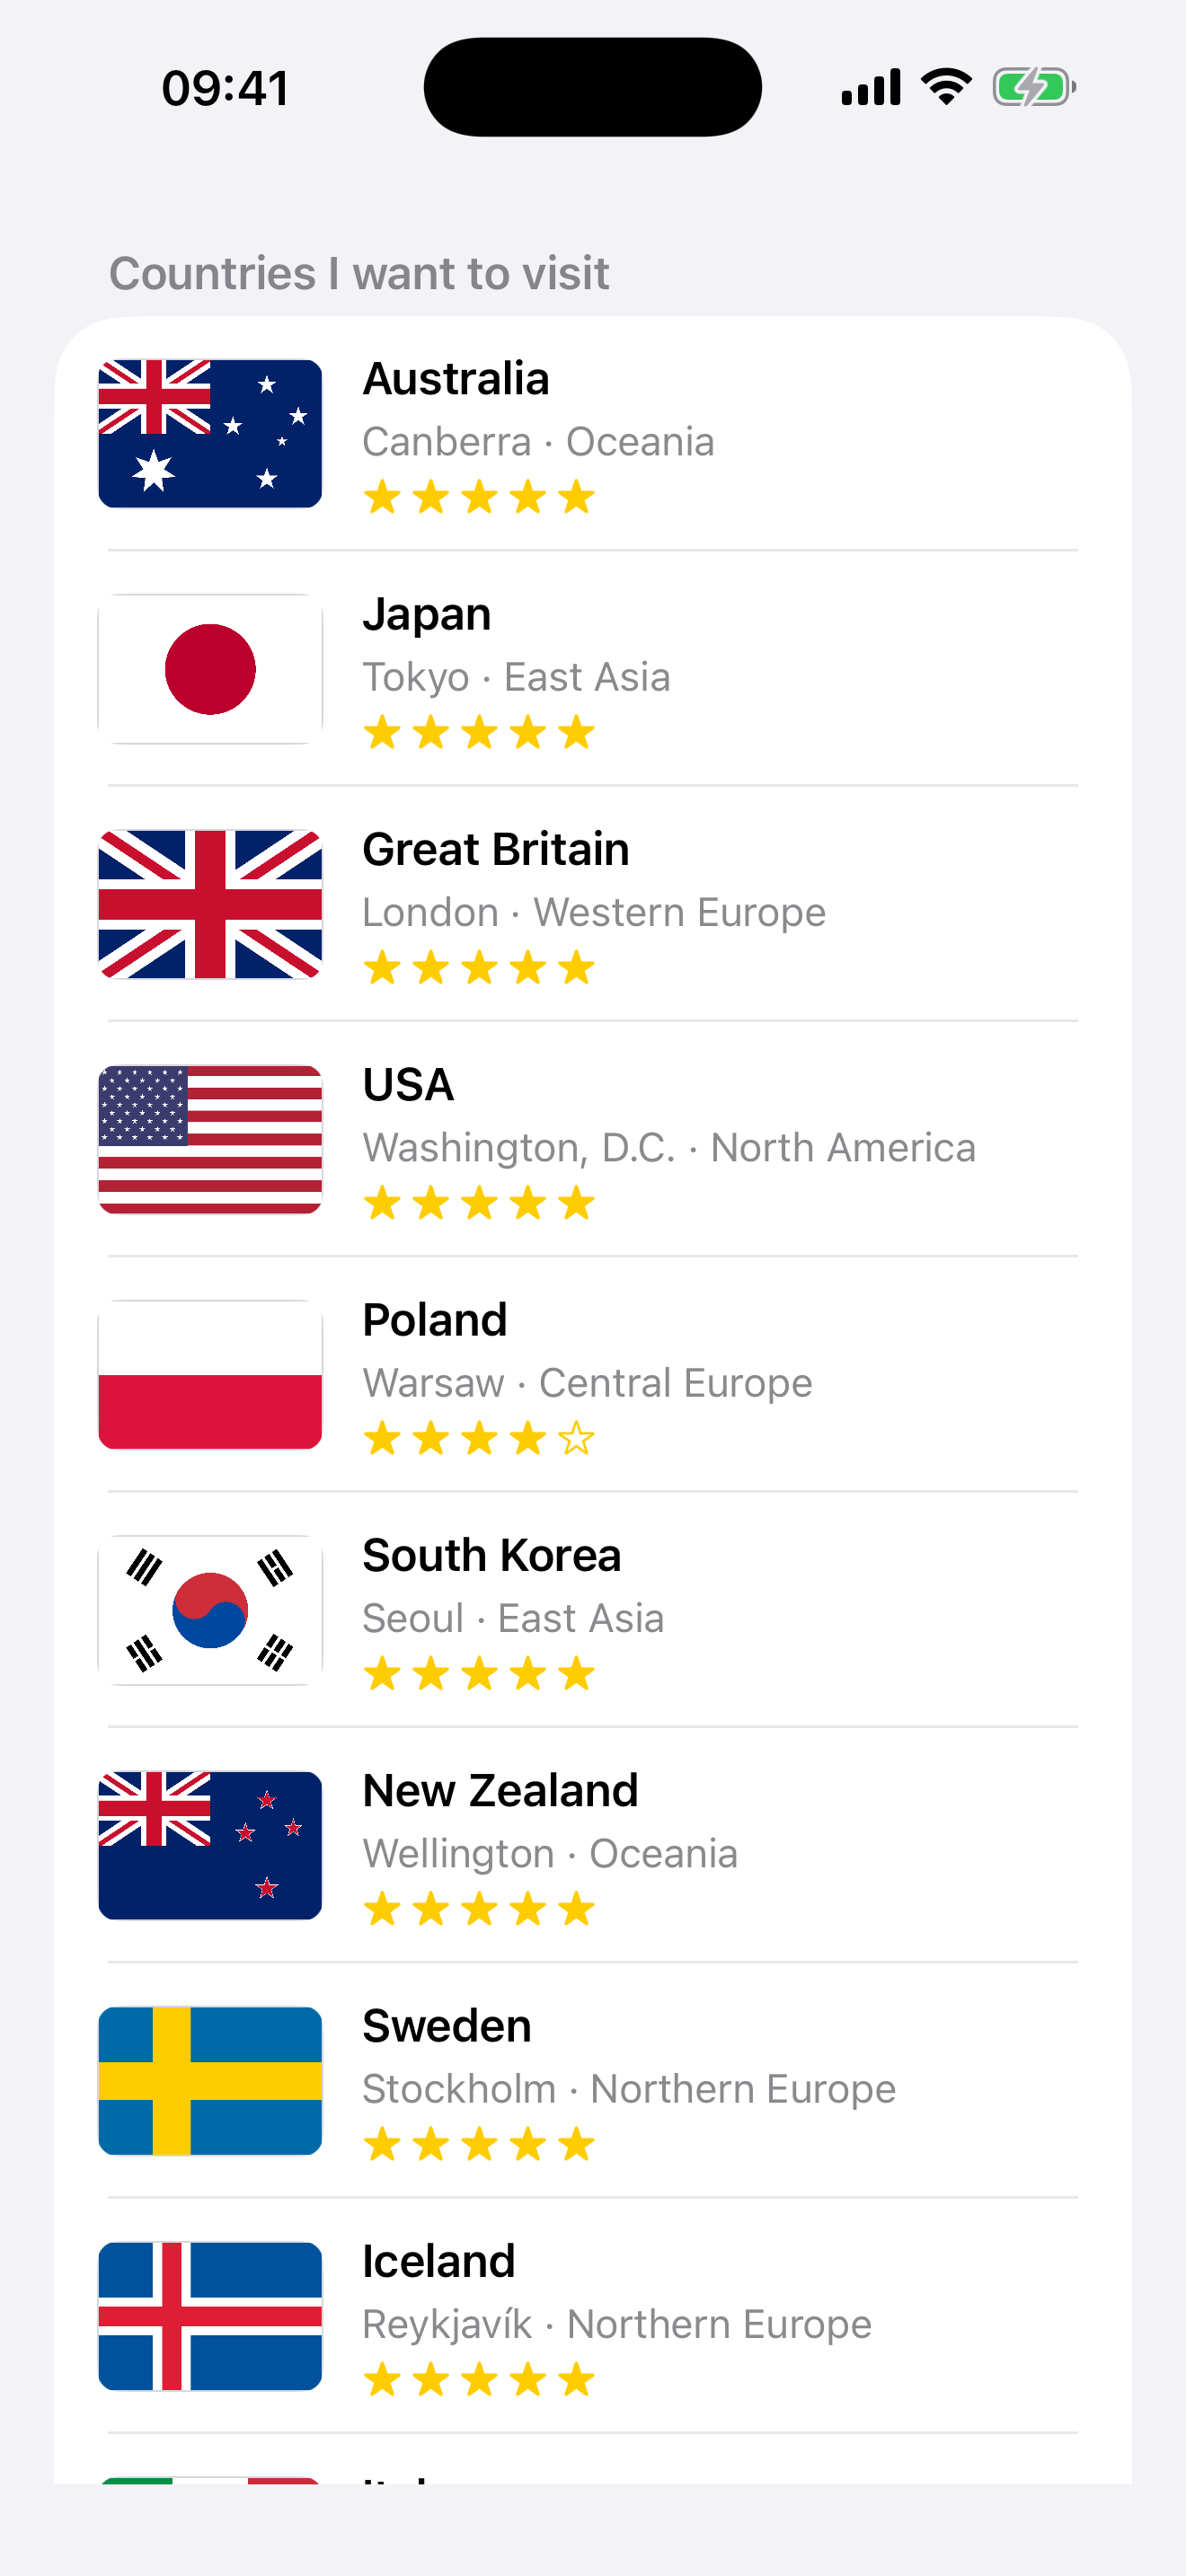 09:41
Countries I want to visit
Australia
Canberra · Oceania
Japan
Tokyo · East Asia
Great Britain
London · Western Europe
USA
Washington, D.C. · North America
Poland
Warsaw · Central Europe
South Korea
Seoul · East Asia
New Zealand
Wellington · Oceania
Sweden
Stockholm · Northern Europe
Iceland
Reykjavík · Northern Europe